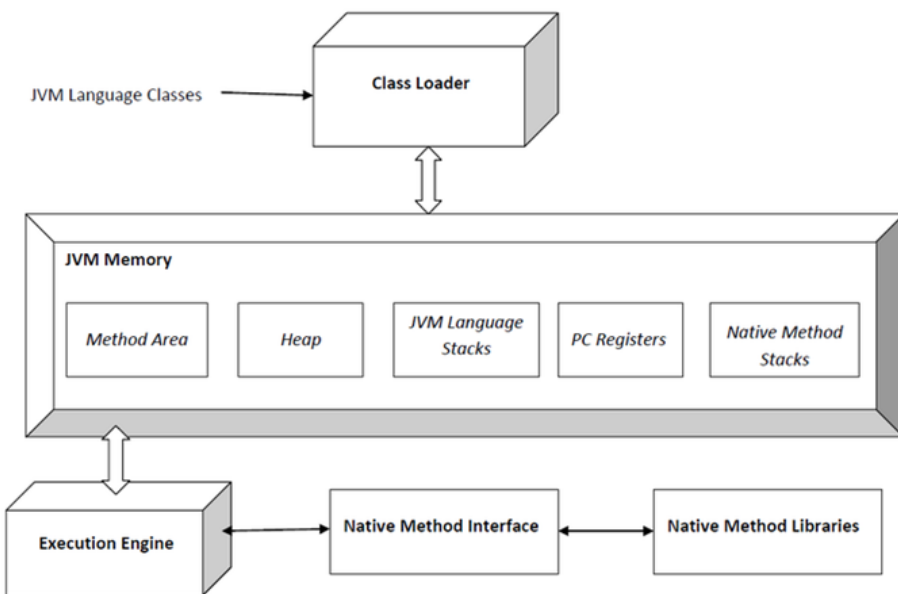 Class Loader
JVM Language Classes
JVM Memory
Method Area
Heap
JVM Language
Stacks
PC Registers
Native Method
Stacks
Execution Engine
Native Method Interface
Native Method Libraries